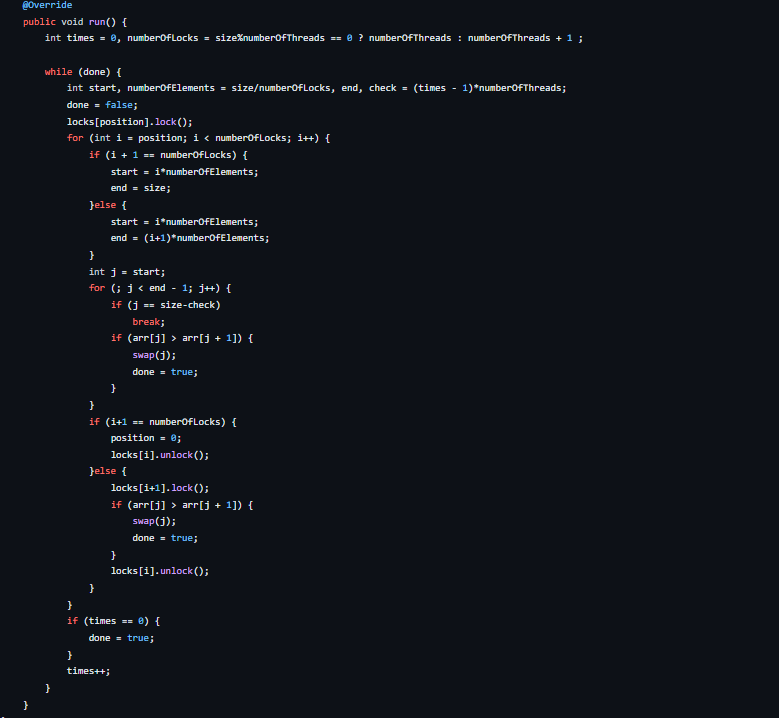 @Override
public void run() {
    int times = 0, numberOfLocks = size%numberOfThreads == 0 ? numberOfThreads : numberOfThreads + 1 ;

    while (done) {
        int start, numberOfElements = size/numberOfLocks, end, check = (times - 1)*numberOfThreads;
        done = false;
        locks[position].lock();
        for (int i = position; i < numberOfLocks; i++) {
            if (i + 1 == numberOfLocks) {
                start = i*numberOfElements;
                end = size;
            }else {
                start = i*numberOfElements;
                end = (i+1)*numberOfElements;
            }
            int j = start;
            for (; j < end - 1; j++) {
                if (j == size-check)
                    break;
                if (arr[j] > arr[j + 1]) {
                    swap(j);
                    done = true;
                }
            }
            if (i+1 == numberOfLocks) {
                position = 0;
                locks[i].unlock();
            }else {
                locks[i+1].lock();
                if (arr[j] > arr[j + 1]) {
                    swap(j);
                    done = true;
                }
                locks[i].unlock();
            }
        }
        if (times == 0) {
            done = true;
        }
        times++;
    }
}